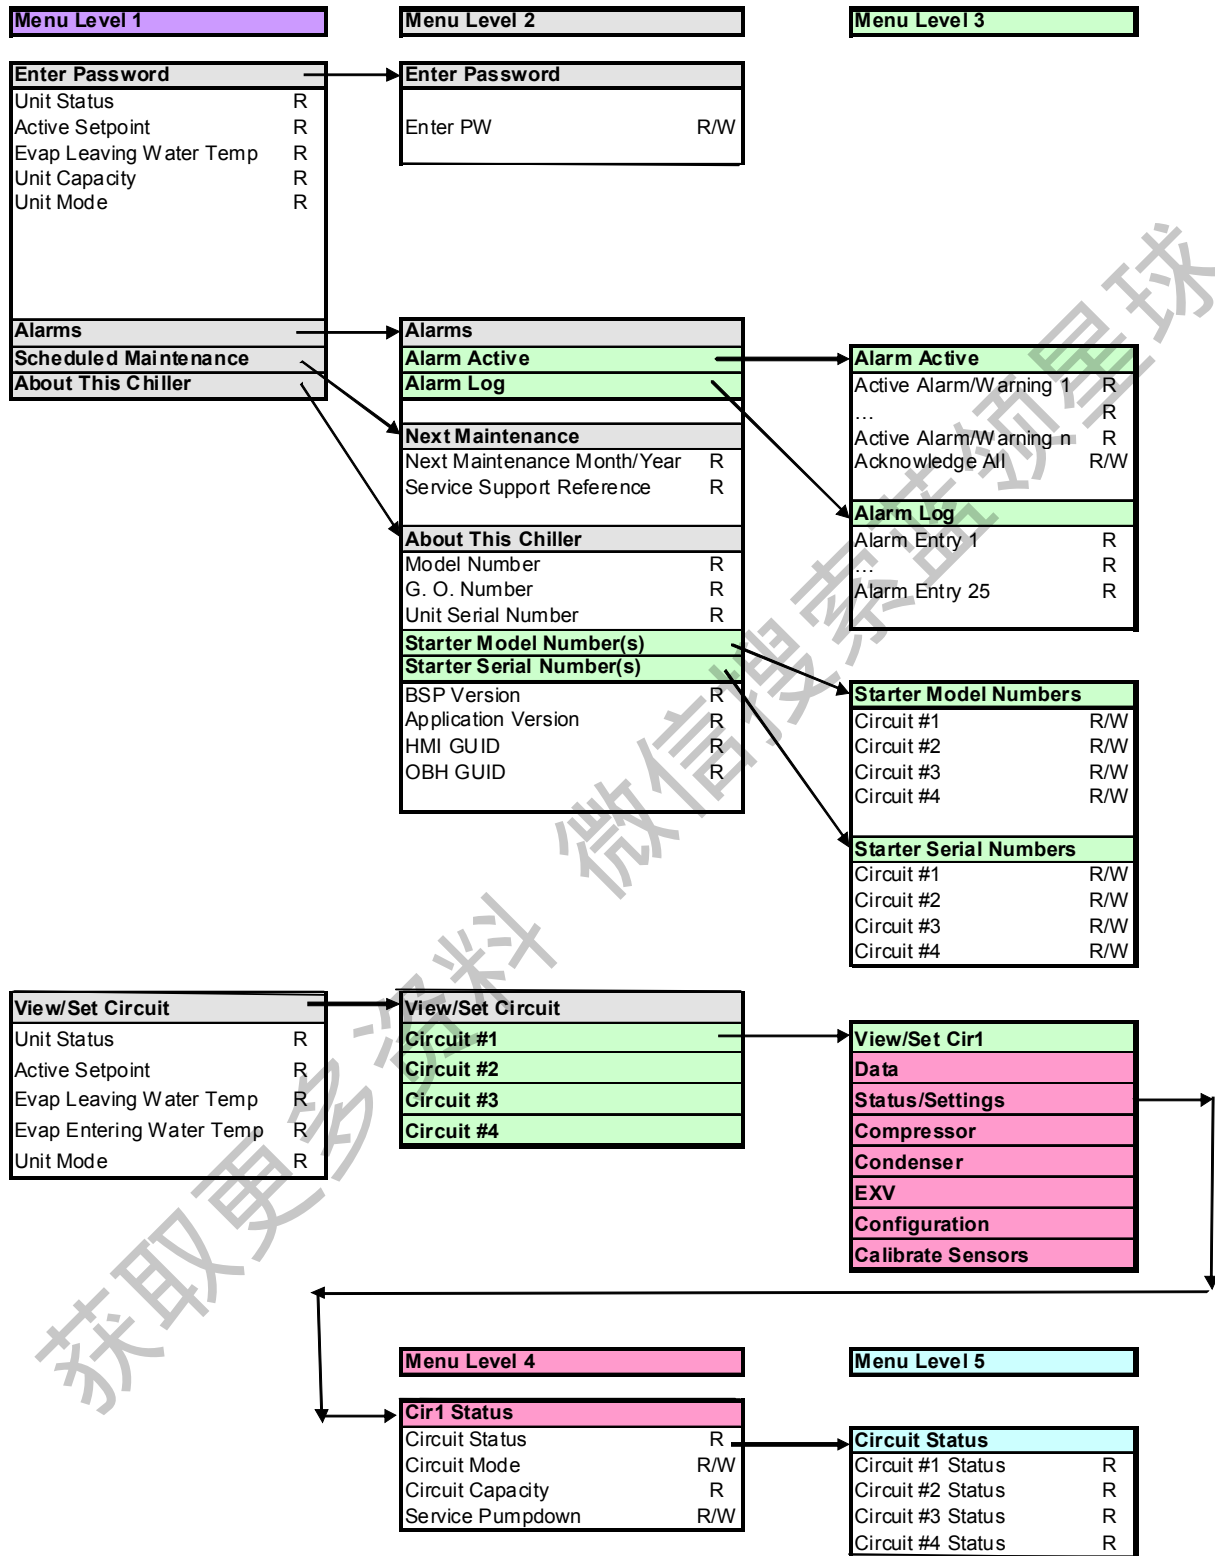 Menu Level 1
Menu Level 2
Menu Level 3
Enter Password
Unit Status R
Active Setpoint R
Evap Leaving Water Temp R
Unit Capacity R
Unit Mode R
Alarms
Scheduled Maintenance
About This Chiller
Enter Password
Enter PW R/W
Alarms
Alarm Active
Alarm Log
Next Maintenance
Next Maintenance Month/Year R
Service Support Reference R
About This Chiller
Model Number R
G. O. Number R
Unit Serial Number R
Starter Model Number(s)
Starter Serial Number(s)
BSP Version R
Application Version R
HMI GUID R
OBH GUID R
Alarm Active
Active Alarm/Warning 1 R
... R
Active Alarm/Warning n R
Acknowledge All R/W
Alarm Log
Alarm Entry 1 R
... R
Alarm Entry 25 R
Starter Model Numbers
Circuit #1 R/W
Circuit #2 R/W
Circuit #3 R/W
Circuit #4 R/W
Starter Serial Numbers
Circuit #1 R/W
Circuit #2 R/W
Circuit #3 R/W
Circuit #4 R/W
View/Set Circuit
Unit Status R
Active Setpoint R
Evap Leaving Water Temp R
Evap Entering Water Temp R
Unit Mode R
View/Set Circuit
Circuit #1
Circuit #2
Circuit #3
Circuit #4
View/Set Cir1
Data
Status/Settings
Compressor
Condenser
EXV
Configuration
Calibrate Sensors
Menu Level 4
Menu Level 5
Cir1 Status
Circuit Status R
Circuit Mode R/W
Circuit Capacity R
Service Pumpdown R/W
Circuit Status
Circuit #1 Status R
Circuit #2 Status R
Circuit #3 Status R
Circuit #4 Status R
获取更多资料 微信搜索蓝领星球